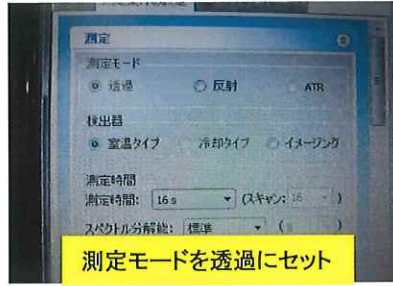 測定
測定モード
透過 反射 ATR
検出器
室温タイプ 冷却タイプ イメージング
測定時間
測定時間: 16 s (スキャン: 16 )
スペクトル分解能: 標準 ( )
測定モードを透過にセット